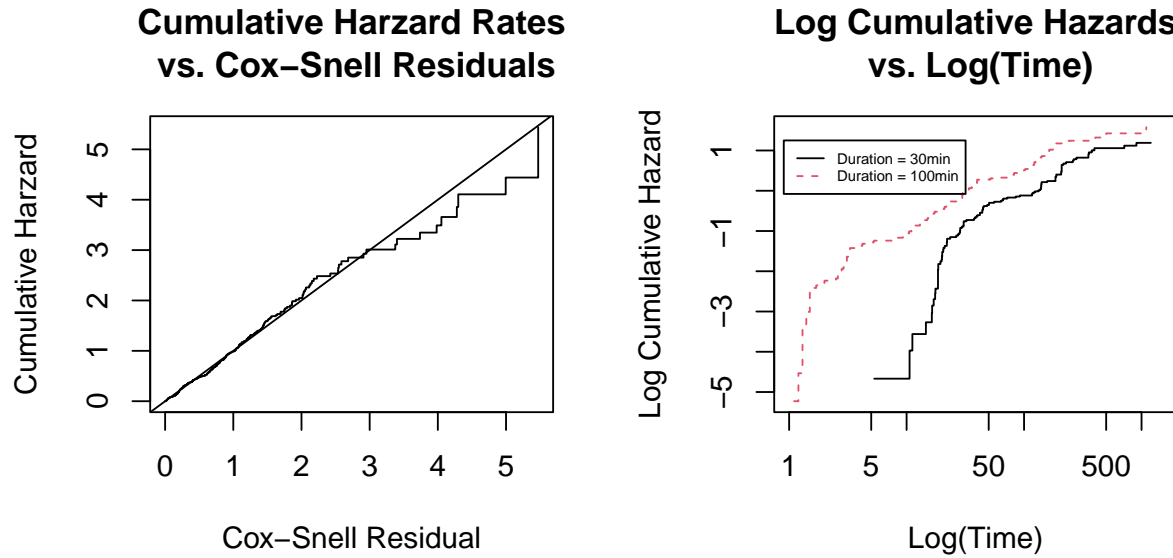 Cumulative Harzard Rates
vs. Cox−Snell Residuals
Cumulative Harzard
5
4
3
2
1
0
0 1 2 3 4 5
Cox−Snell Residual
Log Cumulative Hazards
vs. Log(Time)
Log Cumulative Hazard
1
−1
−3
−5
Duration = 30min
Duration = 100min
1 5 50 500
Log(Time)